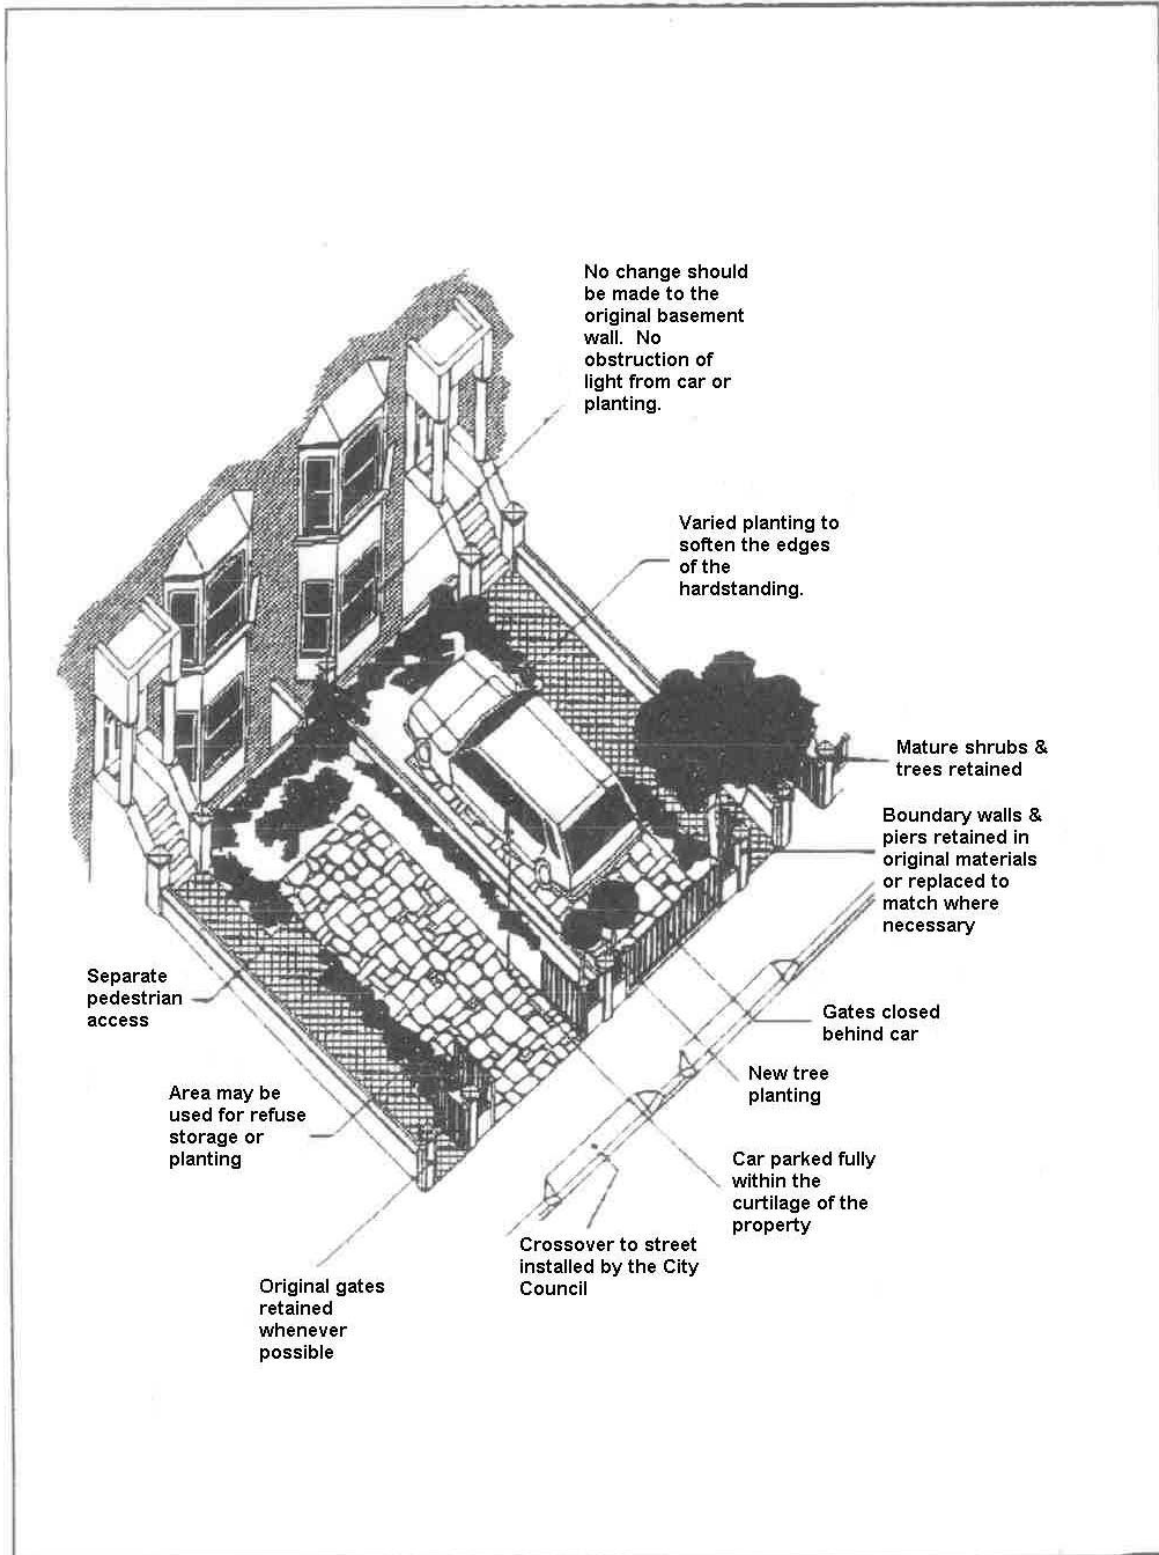 No change should
be made to the
original basement
wall. No
obstruction of
light from car or
planting.
Varied planting to
soften the edges
of the
hardstanding.
Mature shrubs &
trees retained
Boundary walls &
piers retained in
original materials
or replaced to
match where
necessary
Separate
pedestrian
access
Gates closed
behind car
New tree
planting
Area may be
used for refuse
storage or
planting
Car parked fully
within the
curtilage of the
property
Crossover to street
installed by the City
Council
Original gates
retained
whenever
possible